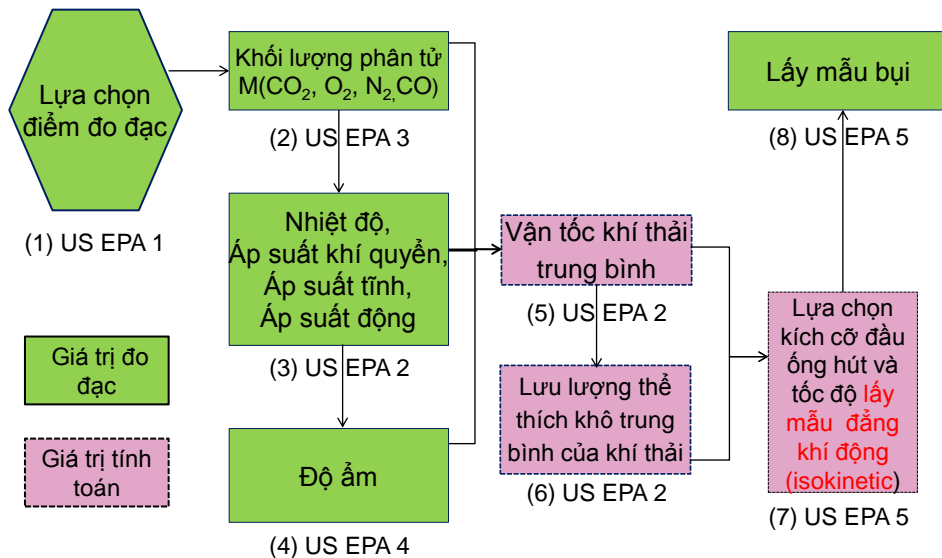 Lựa chọn
điểm đo đạc
(1) US EPA 1
Khối lượng phân tử
M(CO2, O2, N2,CO)
(2) US EPA 3
Nhiệt độ,
Áp suất khí quyển,
Áp suất tĩnh,
Áp suất động
(3) US EPA 2
Độ ẩm
(4) US EPA 4
Vận tốc khí thải
trung bình
(5) US EPA 2
Lưu lượng thể
thích khô trung
bình của khí thải
(6) US EPA 2
Lựa chọn
kích cỡ đầu
ống hút và
tốc độ lấy
mẫu đẳng
khí động
(isokinetic)
(7) US EPA 5
Lấy mẫu bụi
(8) US EPA 5
Giá trị đo
đạc
Giá trị tính
toán